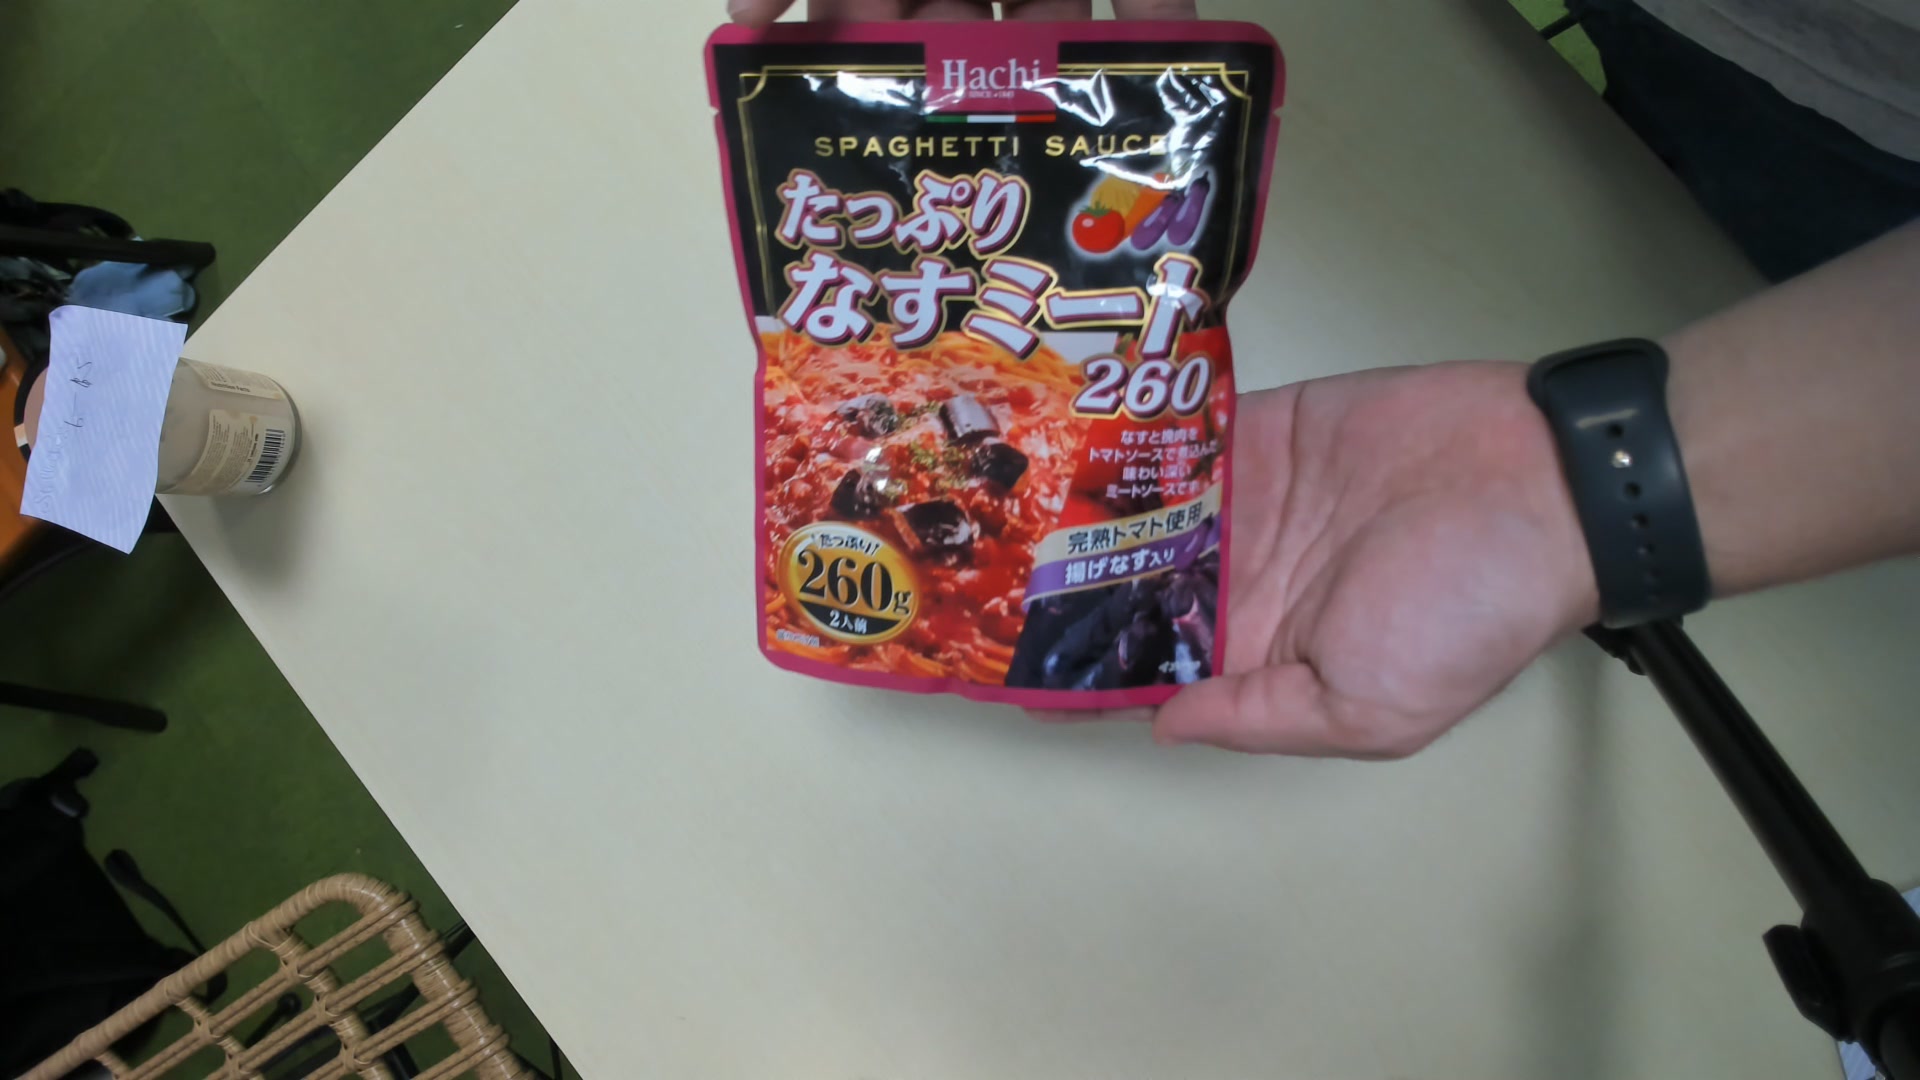 Hachi
SINCE 1845
SPAGHETTI SAUCE
たっぷり
なすミート
260
なすと挽肉を
トマトソースで煮込んだ
味わい深い
ミートソースです
完熟トマト使用
揚げなす入り
たっぷり!
260g
2人前